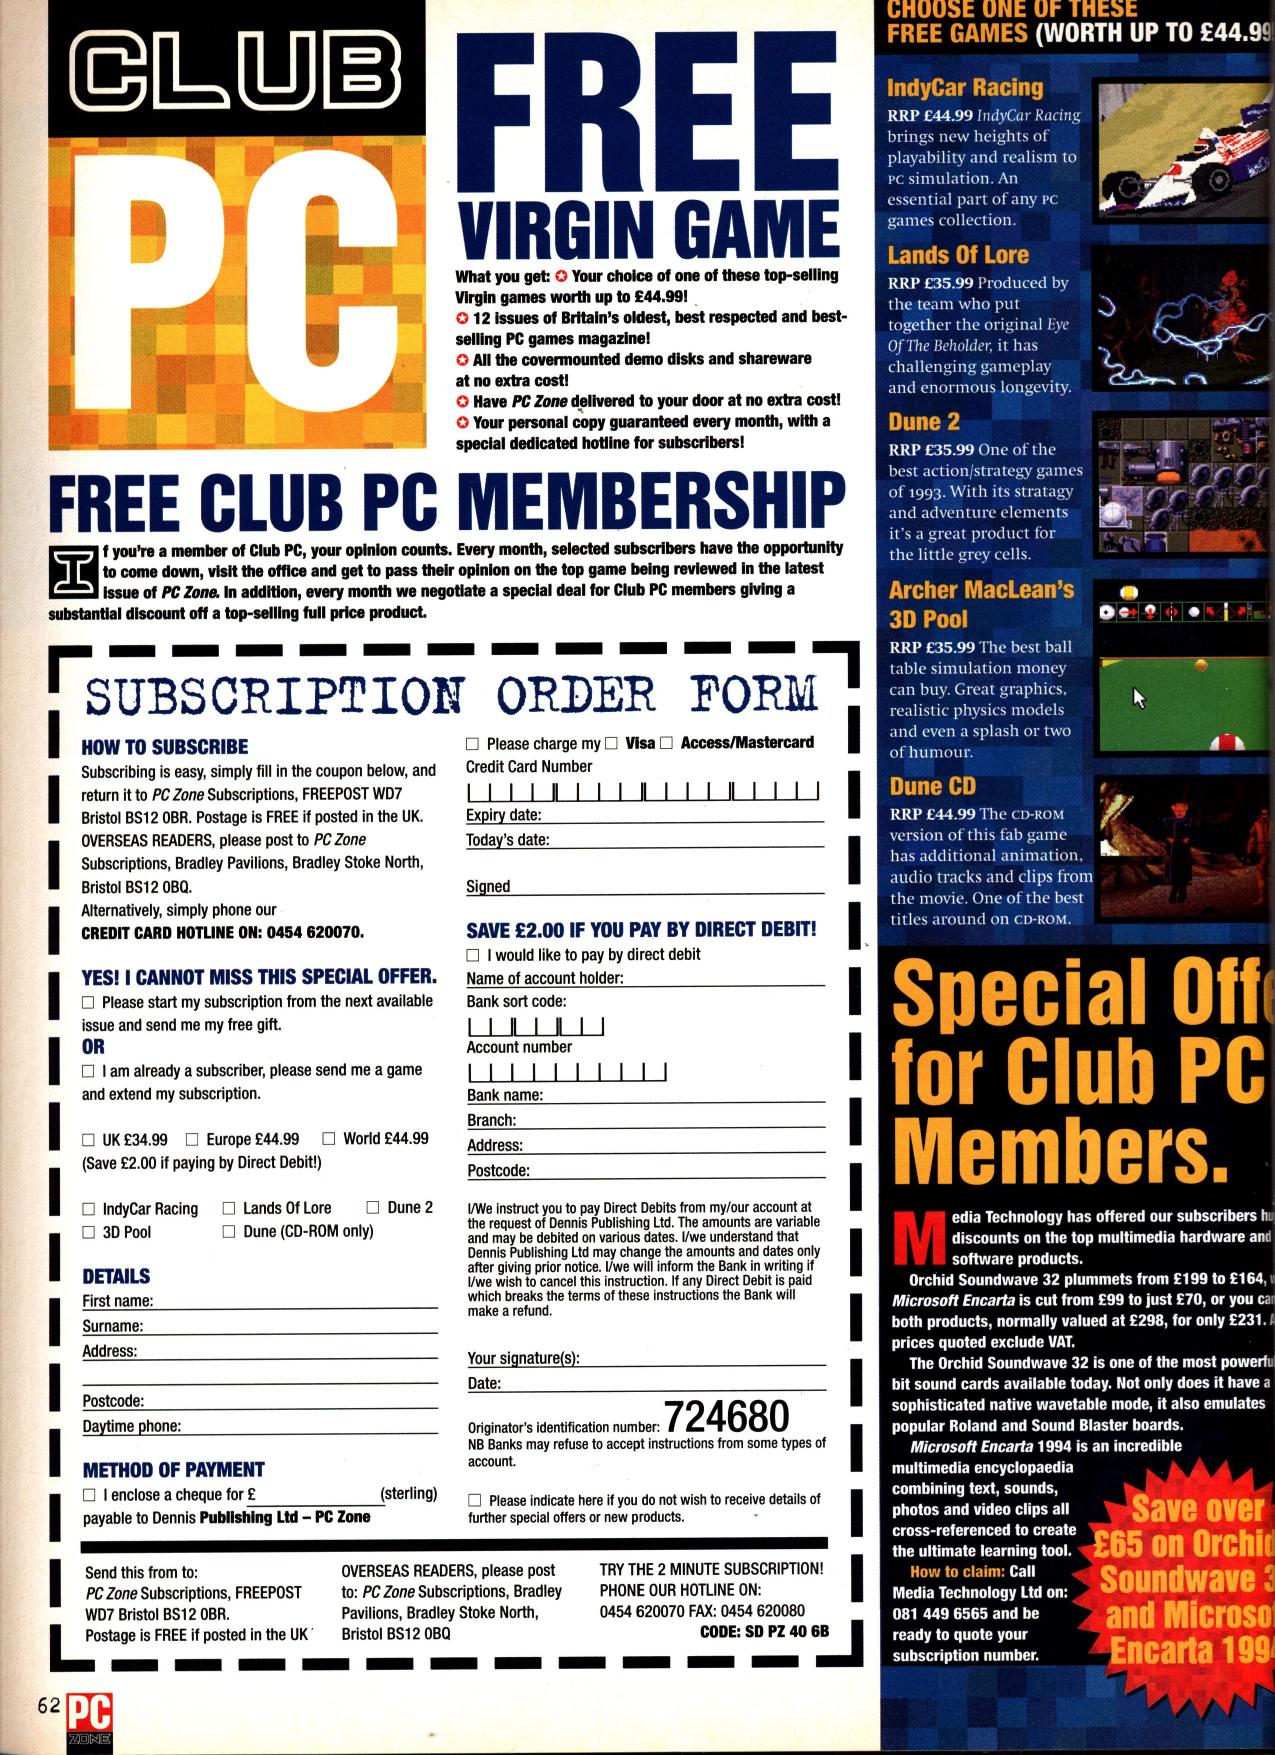 CLUB
PC
FREE
VIRGIN GAME
What you get: Your choice of one of these top-selling
Virgin games worth up to £44.99!
12 issues of Britain's oldest, best respected and best-
selling PC games magazine!
All the covermounted demo disks and shareware
at no extra cost!
Have PC Zone delivered to your door at no extra cost!
Your personal copy guaranteed every month, with a
special dedicated hotline for subscribers!
FREE CLUB PC MEMBERSHIP
If you're a member of Club PC, your opinion counts. Every month, selected subscribers have the opportunity
to come down, visit the office and get to pass their opinion on the top game being reviewed in the latest
issue of PC Zone. In addition, every month we negotiate a special deal for Club PC members giving a
substantial discount off a top-selling full price product.
SUBSCRIPTION ORDER FORM
HOW TO SUBSCRIBE
Subscribing is easy, simply fill in the coupon below, and
return it to PC Zone Subscriptions, FREEPOST WD7
Bristol BS12 0BR. Postage is FREE if posted in the UK.
OVERSEAS READERS, please post to PC Zone
Subscriptions, Bradley Pavilions, Bradley Stoke North,
Bristol BS12 0BQ.
Alternatively, simply phone our
CREDIT CARD HOTLINE ON: 0454 620070.
YES! I CANNOT MISS THIS SPECIAL OFFER.
Please start my subscription from the next available
issue and send me my free gift.
OR
I am already a subscriber, please send me a game
and extend my subscription.
UK £34.99 Europe £44.99 World £44.99
(Save £2.00 if paying by Direct Debit!)
IndyCar Racing Lands Of Lore Dune 2
3D Pool Dune (CD-ROM only)
DETAILS
First name:
Surname:
Address:
Postcode:
Daytime phone:
METHOD OF PAYMENT
I enclose a cheque for £ (sterling)
payable to Dennis Publishing Ltd – PC Zone
Please charge my Visa Access/Mastercard
Credit Card Number
Expiry date:
Today's date:
Signed
SAVE £2.00 IF YOU PAY BY DIRECT DEBIT!
I would like to pay by direct debit
Name of account holder:
Bank sort code:
Account number
Bank name:
Branch:
Address:
Postcode:
I/We instruct you to pay Direct Debits from my/our account at
the request of Dennis Publishing Ltd. The amounts are variable
and may be debited on various dates. I/we understand that
Dennis Publishing Ltd may change the amounts and dates only
after giving prior notice. I/we will inform the Bank in writing if
I/we wish to cancel this instruction. If any Direct Debit is paid
which breaks the terms of these instructions the Bank will
make a refund.
Your signature(s):
Date:
Originator's identification number: 724680
NB Banks may refuse to accept instructions from some types of
account.
Please indicate here if you do not wish to receive details of
further special offers or new products.
Send this from to:
PC Zone Subscriptions, FREEPOST
WD7 Bristol BS12 0BR.
Postage is FREE if posted in the UK
OVERSEAS READERS, please post
to: PC Zone Subscriptions, Bradley
Pavilions, Bradley Stoke North,
Bristol BS12 0BQ
TRY THE 2 MINUTE SUBSCRIPTION!
PHONE OUR HOTLINE ON:
0454 620070 FAX: 0454 620080
CODE: SD PZ 40 6B
62 PC
ZONE
CHOOSE ONE OF THESE
FREE GAMES (WORTH UP TO £44.99
IndyCar Racing
RRP £44.99 IndyCar Racing
brings new heights of
playability and realism to
PC simulation. An
essential part of any PC
games collection.
Lands Of Lore
RRP £35.99 Produced by
the team who put
together the original Eye
Of The Beholder, it has
challenging gameplay
and enormous longevity.
Dune 2
RRP £35.99 One of the
best action/strategy games
of 1993. With its stratagy
and adventure elements
it's a great product for
the little grey cells.
Archer MacLean's
3D Pool
RRP £35.99 The best ball
table simulation money
can buy. Great graphics,
realistic physics models
and even a splash or two
of humour.
Dune CD
RRP £44.99 The CD-ROM
version of this fab game
has additional animation,
audio tracks and clips from
the movie. One of the best
titles around on CD-ROM.
Special Offe
for Club PC
Members.
Media Technology has offered our subscribers hu
discounts on the top multimedia hardware and
software products.
Orchid Soundwave 32 plummets from £199 to £164,
Microsoft Encarta is cut from £99 to just £70, or you can
both products, normally valued at £298, for only £231.
prices quoted exclude VAT.
The Orchid Soundwave 32 is one of the most powerfu
bit sound cards available today. Not only does it have a
sophisticated native wavetable mode, it also emulates
popular Roland and Sound Blaster boards.
Microsoft Encarta 1994 is an incredible
multimedia encyclopaedia
combining text, sounds,
photos and video clips all
cross-referenced to create
the ultimate learning tool.
How to claim: Call
Media Technology Ltd on:
081 449 6565 and be
ready to quote your
subscription number.
Save over
£65 on Orchid
Soundwave 3
and Microso
Encarta 199